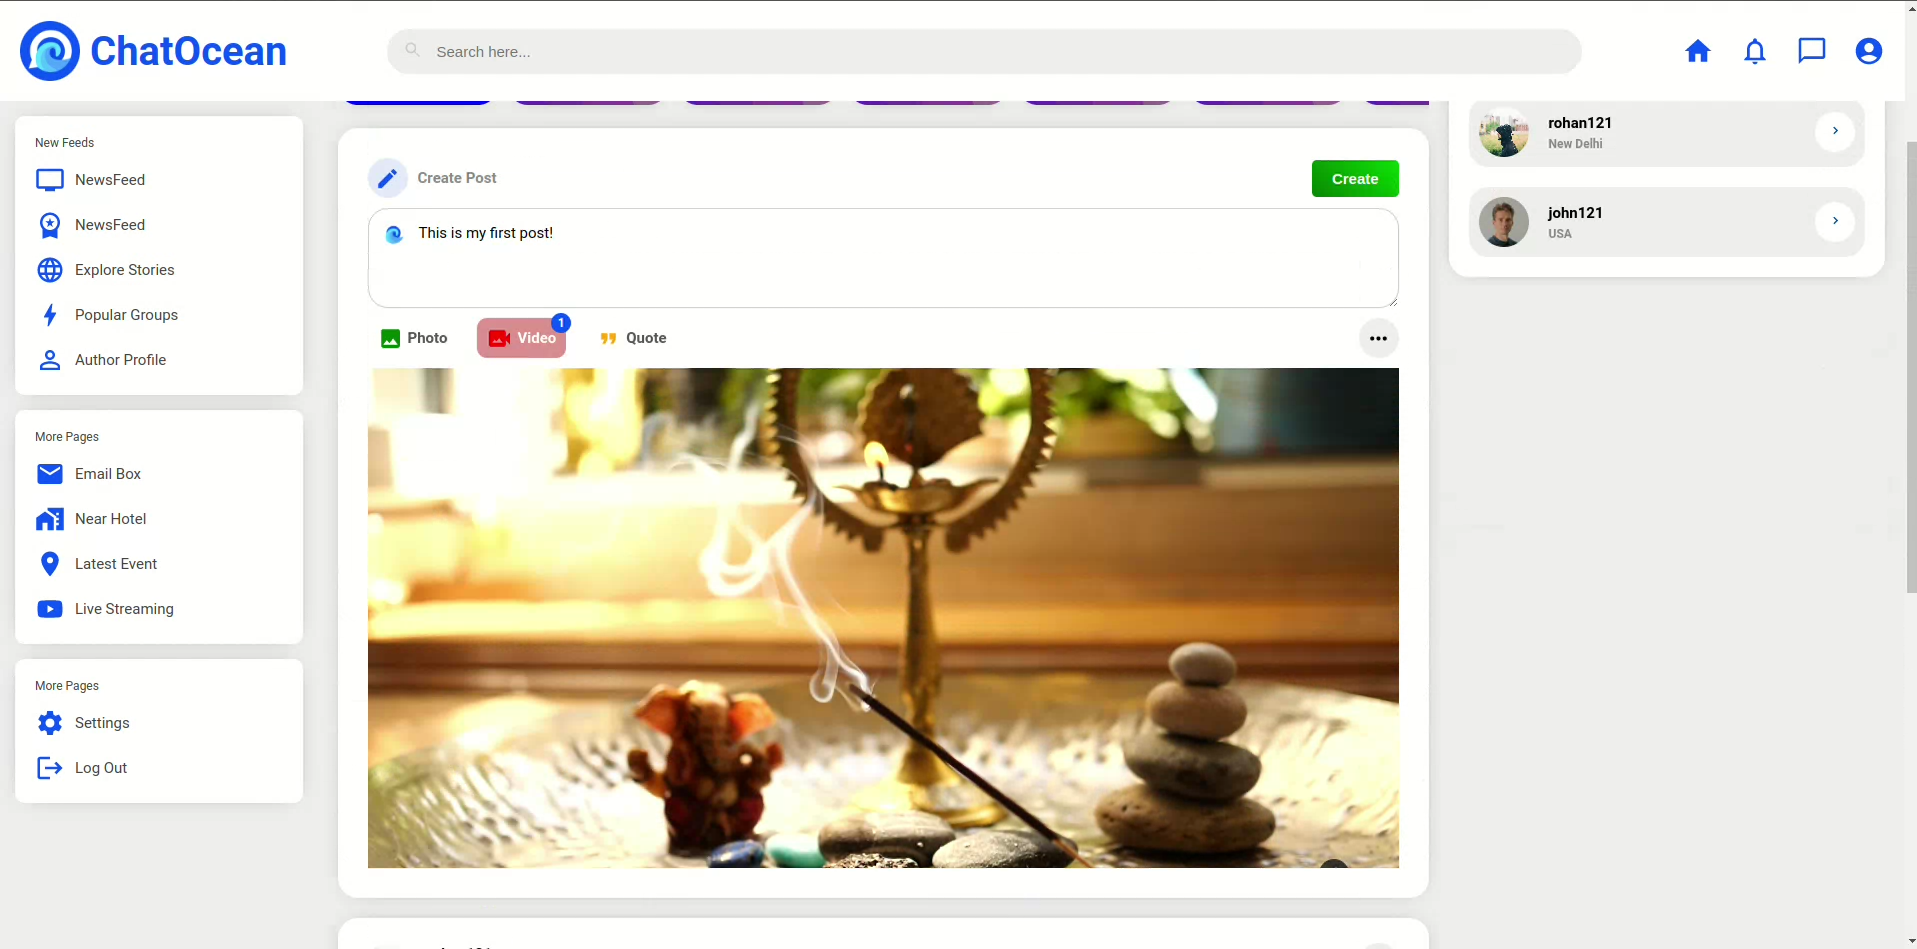 ChatOcean
Search here...
New Feeds
NewsFeed
NewsFeed
Explore Stories
Popular Groups
Author Profile
More Pages
Email Box
Near Hotel
Latest Event
Live Streaming
More Pages
Settings
Log Out
Create Post
Create
This is my first post!
Photo
Video
1
Quote
rohan121
New Delhi
john121
USA